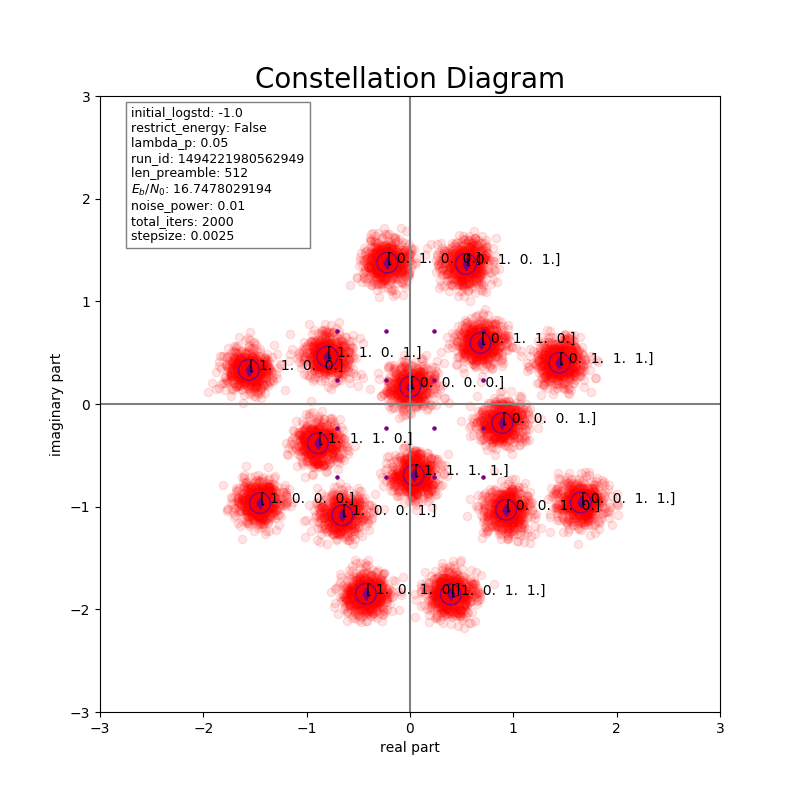 Constellation Diagram
initial_logstd: -1.0
restrict_energy: False
lambda_p: 0.05
run_id: 1494221980562949
len_preamble: 512
E_b/N_0: 16.7478029194
noise_power: 0.01
total_iters: 2000
stepsize: 0.0025
3
2
1
0
−1
−2
−3
imaginary part
[ 0. 1. 0. 0.]
[ 0. 1. 0. 1.]
[ 0. 1. 1. 0.]
[ 1. 1. 0. 1.]
[ 0. 1. 1. 1.]
[ 1. 1. 0. 0.]
[ 0. 0. 0. 0.]
[ 0. 0. 0. 1.]
[ 1. 1. 1. 0.]
[ 1. 1. 1. 1.]
[ 1. 0. 0. 0.]
[ 0. 0. 1. 1.]
[ 1. 0. 0. 1.]
[ 0. 0. 1. 0.]
[ 1. 0. 1. 0.]
[ 1. 0. 1. 1.]
−3
−2
−1
0
1
2
3
real part